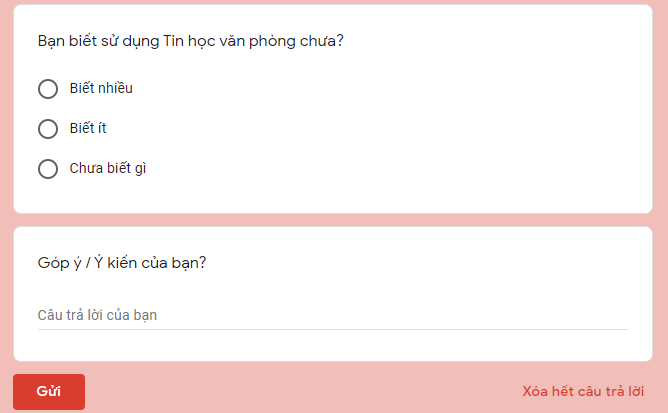 Bạn biết sử dụng Tin học văn phòng chưa?
Biết nhiều
Biết ít
Chưa biết gì
Góp ý / Ý kiến của bạn?
Câu trả lời của bạn
Gửi
Xóa hết câu trả lời